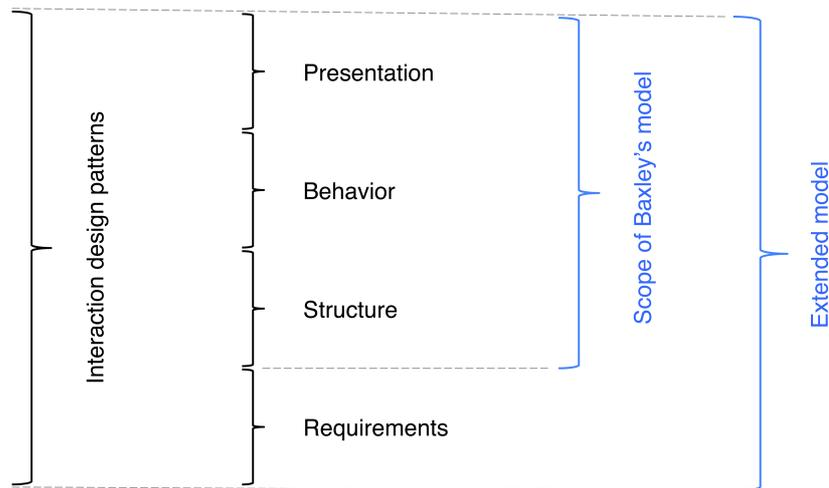 Interaction design patterns
Presentation
Behavior
Structure
Requirements
Scope of Baxley’s model
Extended model